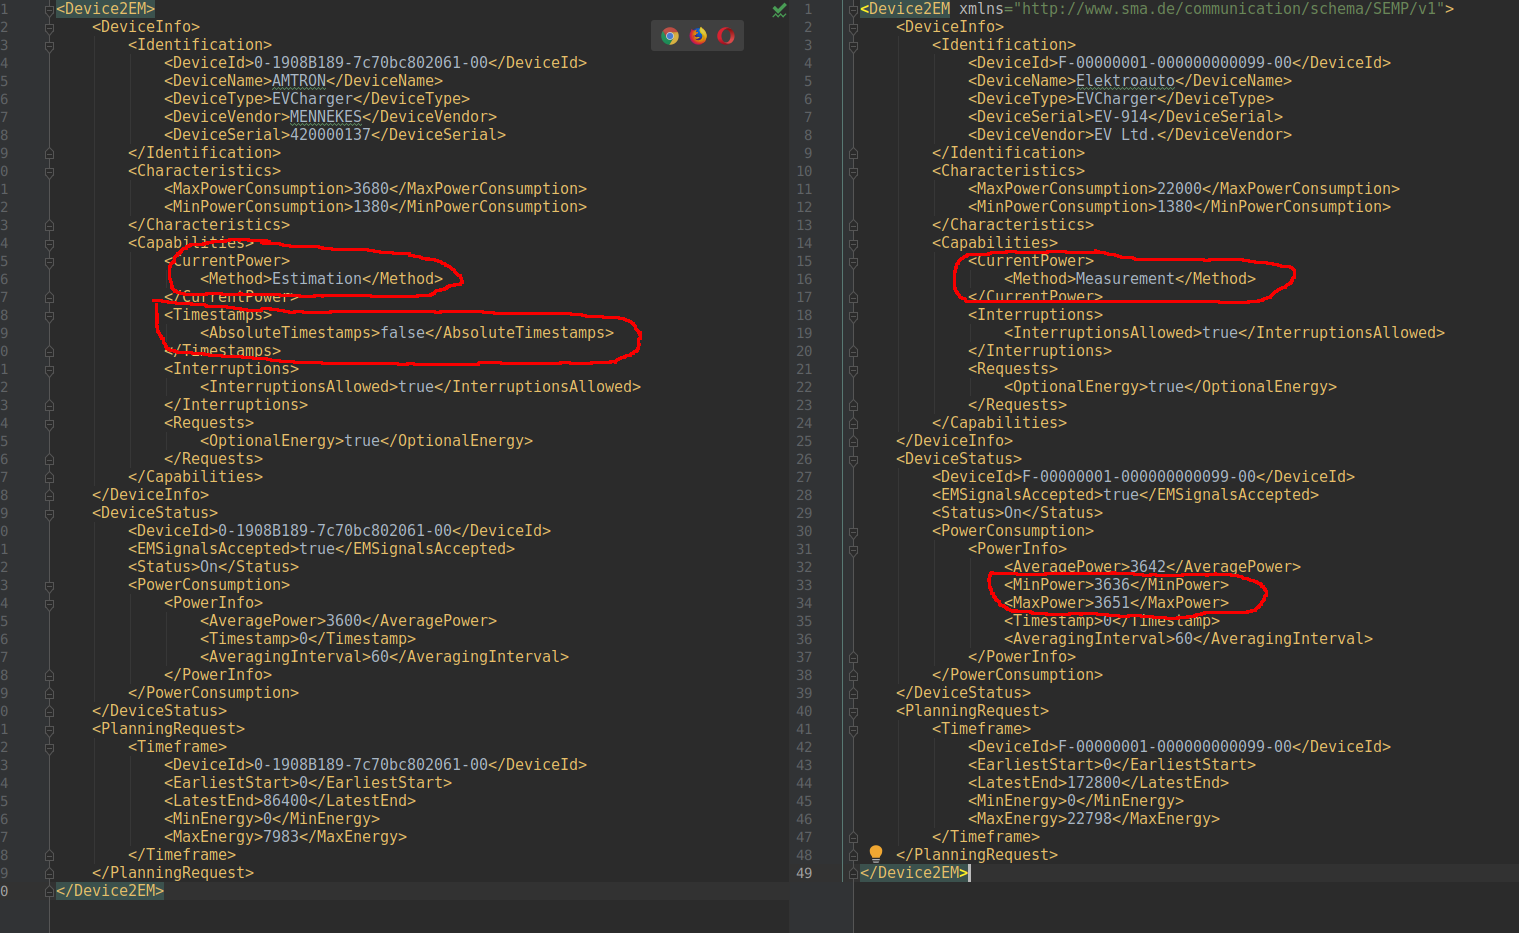 1 <Device2EM>
2 <DeviceInfo>
3 <Identification>
4 <DeviceId>0-1908B189-7c70bc802061-00</DeviceId>
5 <DeviceName>AMTRON</DeviceName>
6 <DeviceType>EVCharger</DeviceType>
7 <DeviceVendor>MENNEKES</DeviceVendor>
8 <DeviceSerial>420000137</DeviceSerial>
9 </Identification>
0 <Characteristics>
1 <MaxPowerConsumption>3680</MaxPowerConsumption>
2 <MinPowerConsumption>1380</MinPowerConsumption>
3 </Characteristics>
4 <Capabilities>
5 <CurrentPower>
6 <Method>Estimation</Method>
7 </CurrentPower>
8 <Timestamps>
9 <AbsoluteTimestamps>false</AbsoluteTimestamps>
0 </Timestamps>
1 <Interruptions>
2 <InterruptionsAllowed>true</InterruptionsAllowed>
3 </Interruptions>
4 <Requests>
5 <OptionalEnergy>true</OptionalEnergy>
6 </Requests>
7 </Capabilities>
8 </DeviceInfo>
9 <DeviceStatus>
0 <DeviceId>0-1908B189-7c70bc802061-00</DeviceId>
1 <EMSignalsAccepted>true</EMSignalsAccepted>
2 <Status>On</Status>
3 <PowerConsumption>
4 <PowerInfo>
5 <AveragePower>3600</AveragePower>
6 <Timestamp>0</Timestamp>
7 <AveragingInterval>60</AveragingInterval>
8 </PowerInfo>
9 </PowerConsumption>
0 </DeviceStatus>
1 <PlanningRequest>
2 <Timeframe>
3 <DeviceId>0-1908B189-7c70bc802061-00</DeviceId>
4 <EarliestStart>0</EarliestStart>
5 <LatestEnd>86400</LatestEnd>
6 <MinEnergy>0</MinEnergy>
7 <MaxEnergy>7983</MaxEnergy>
8 </Timeframe>
9 </PlanningRequest>
0 </Device2EM>
1 <Device2EM xmlns="http://www.sma.de/communication/schema/SEMP/v1">
2 <DeviceInfo>
3 <Identification>
4 <DeviceId>F-00000001-000000000099-00</DeviceId>
5 <DeviceName>Elektroauto</DeviceName>
6 <DeviceType>EVCharger</DeviceType>
7 <DeviceSerial>EV-914</DeviceSerial>
8 <DeviceVendor>EV Ltd.</DeviceVendor>
9 </Identification>
10 <Characteristics>
11 <MaxPowerConsumption>22000</MaxPowerConsumption>
12 <MinPowerConsumption>1380</MinPowerConsumption>
13 </Characteristics>
14 <Capabilities>
15 <CurrentPower>
16 <Method>Measurement</Method>
17 </CurrentPower>
18 <Interruptions>
19 <InterruptionsAllowed>true</InterruptionsAllowed>
20 </Interruptions>
21 <Requests>
22 <OptionalEnergy>true</OptionalEnergy>
23 </Requests>
24 </Capabilities>
25 </DeviceInfo>
26 <DeviceStatus>
27 <DeviceId>F-00000001-000000000099-00</DeviceId>
28 <EMSignalsAccepted>true</EMSignalsAccepted>
29 <Status>On</Status>
30 <PowerConsumption>
31 <PowerInfo>
32 <AveragePower>3642</AveragePower>
33 <MinPower>3636</MinPower>
34 <MaxPower>3651</MaxPower>
35 <Timestamp>0</Timestamp>
36 <AveragingInterval>60</AveragingInterval>
37 </PowerInfo>
38 </PowerConsumption>
39 </DeviceStatus>
40 <PlanningRequest>
41 <Timeframe>
42 <DeviceId>F-00000001-000000000099-00</DeviceId>
43 <EarliestStart>0</EarliestStart>
44 <LatestEnd>172800</LatestEnd>
45 <MinEnergy>0</MinEnergy>
46 <MaxEnergy>22798</MaxEnergy>
47 </Timeframe>
48 </PlanningRequest>
49 </Device2EM>